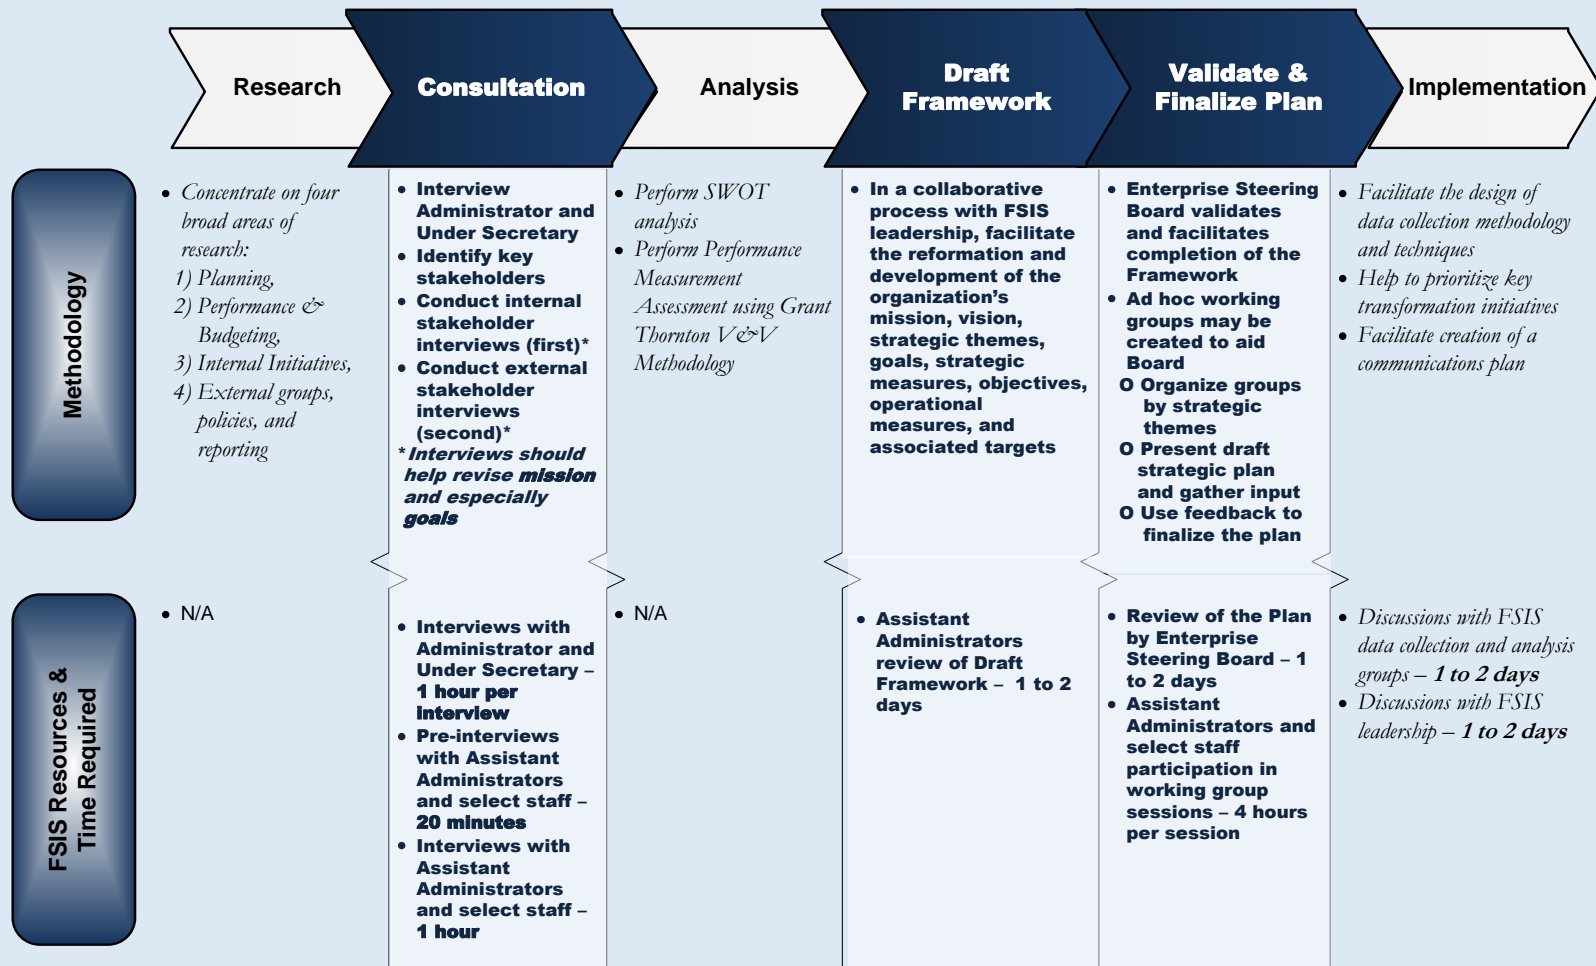 Research
Consultation
Analysis
Draft
Framework
Validate &
Finalize Plan
Implementation
Methodology
• Concentrate on four
broad areas of
research:
1) Planning,
2) Performance &
Budgeting,
3) Internal Initiatives,
4) External groups,
policies, and
reporting
• Interview
Administrator and
Under Secretary
• Identify key
stakeholders
• Conduct internal
stakeholder
interviews (first)*
• Conduct external
stakeholder
interviews
(second)*
*Interviews should
help revise mission
and especially
goals
• Perform SWOT
analysis
• Perform Performance
Measurement
Assessment using Grant
Thornton V&V
Methodology
• In a collaborative
process with FSIS
leadership, facilitate
the reformation and
development of the
organization's
mission, vision,
strategic themes,
goals, strategic
measures, objectives,
operational
measures, and
associated targets
• Enterprise Steering
Board validates
and facilitates
completion of the
Framework
• Ad hoc working
groups may be
created to aid
Board
O Organize groups
by strategic
themes
O Present draft
strategic plan
and gather input
O Use feedback to
finalize the plan
• Facilitate the design of
data collection methodology
and techniques
• Help to prioritize key
transformation initiatives
• Facilitate creation of a
communications plan
FSIS Resources &
Time Required
• N/A
• Interviews with
Administrator and
Under Secretary –
1 hour per
interview
• Pre-interviews
with Assistant
Administrators
and select staff –
20 minutes
• Interviews with
Assistant
Administrators
and select staff –
1 hour
• N/A
• Assistant
Administrators
review of Draft
Framework – 1 to 2
days
• Review of the Plan
by Enterprise
Steering Board – 1
to 2 days
• Assistant
Administrators and
select staff
participation in
working group
sessions – 4 hours
per session
• Discussions with FSIS
data collection and analysis
groups – 1 to 2 days
• Discussions with FSIS
leadership – 1 to 2 days